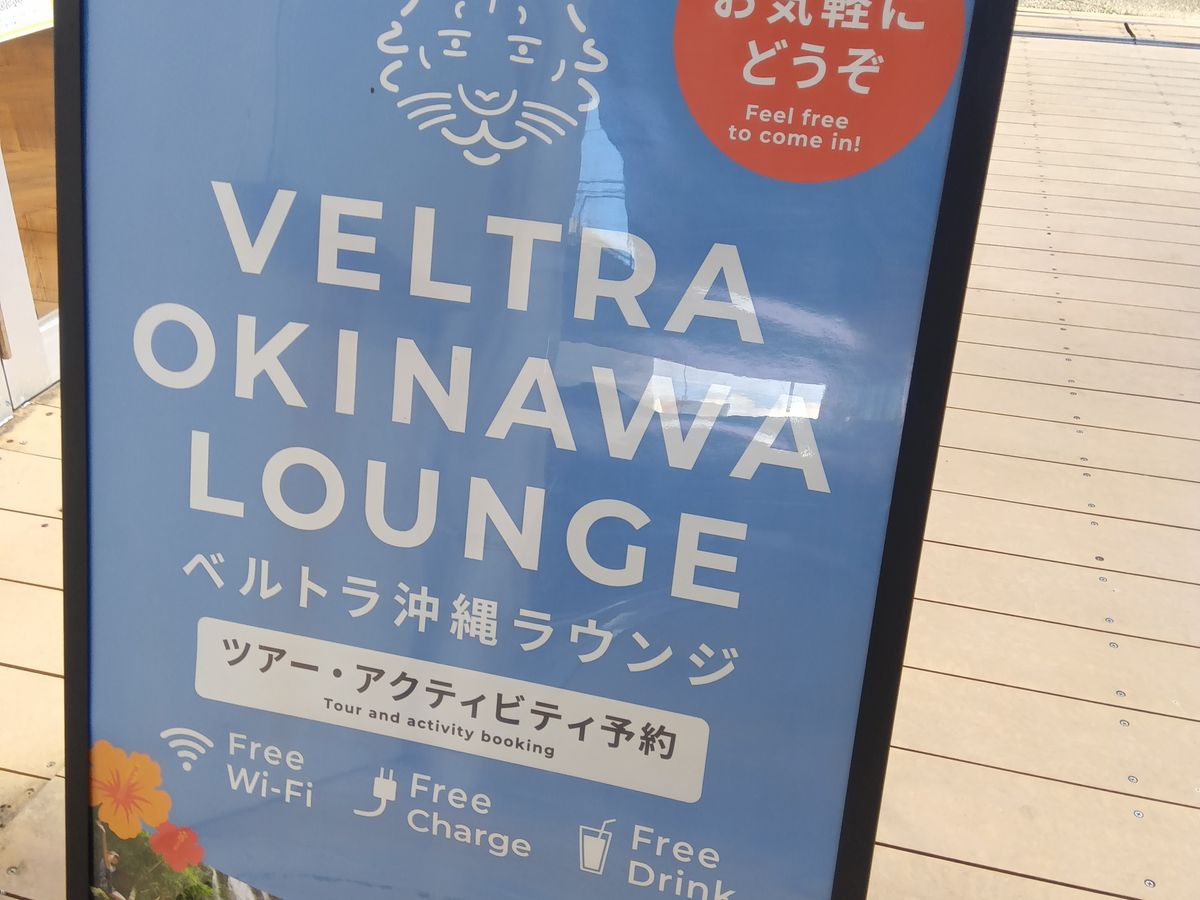 お気軽に
どうぞ
Feel free
to come in!
VELTRA
OKINAWA
LOUNGE
ベルトラ沖縄ラウンジ
ツアー・アクティビティ予約
Tour and activity booking
Free
Wi-Fi
Free
Charge
Free
Drink